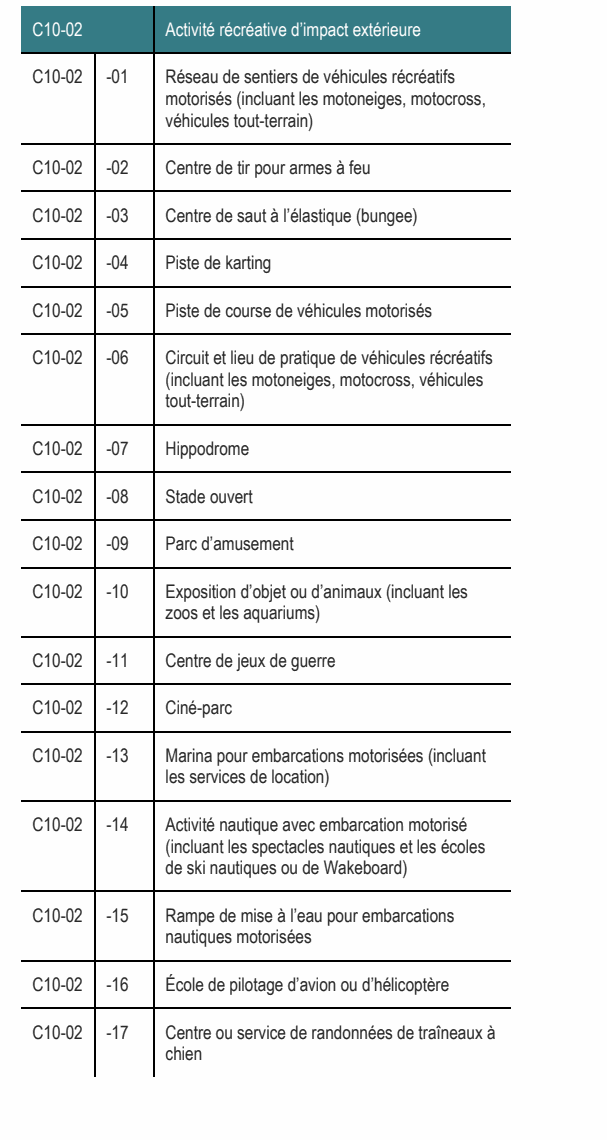 C10-02 Activité récréative d’impact extérieure
C10-02 -01 Réseau de sentiers de véhicules récréatifs
motorisés (incluant les motoneiges, motocross,
véhicules tout-terrain)
C10-02 -02 Centre de tir pour armes à feu
C10-02 -03 Centre de saut à l’élastique (bungee)
C10-02 -04 Piste de karting
C10-02 -05 Piste de course de véhicules motorisés
C10-02 -06 Circuit et lieu de pratique de véhicules récréatifs
(incluant les motoneiges, motocross, véhicules
tout-terrain)
C10-02 -07 Hippodrome
C10-02 -08 Stade ouvert
C10-02 -09 Parc d’amusement
C10-02 -10 Exposition d’objet ou d’animaux (incluant les
zoos et les aquariums)
C10-02 -11 Centre de jeux de guerre
C10-02 -12 Ciné-parc
C10-02 -13 Marina pour embarcations motorisées (incluant
les services de location)
C10-02 -14 Activité nautique avec embarcation motorisé
(incluant les spectacles nautiques et les écoles
de ski nautiques ou de Wakeboard)
C10-02 -15 Rampe de mise à l’eau pour embarcations
nautiques motorisées
C10-02 -16 École de pilotage d’avion ou d’hélicoptère
C10-02 -17 Centre ou service de randonnées de traîneaux à
chien